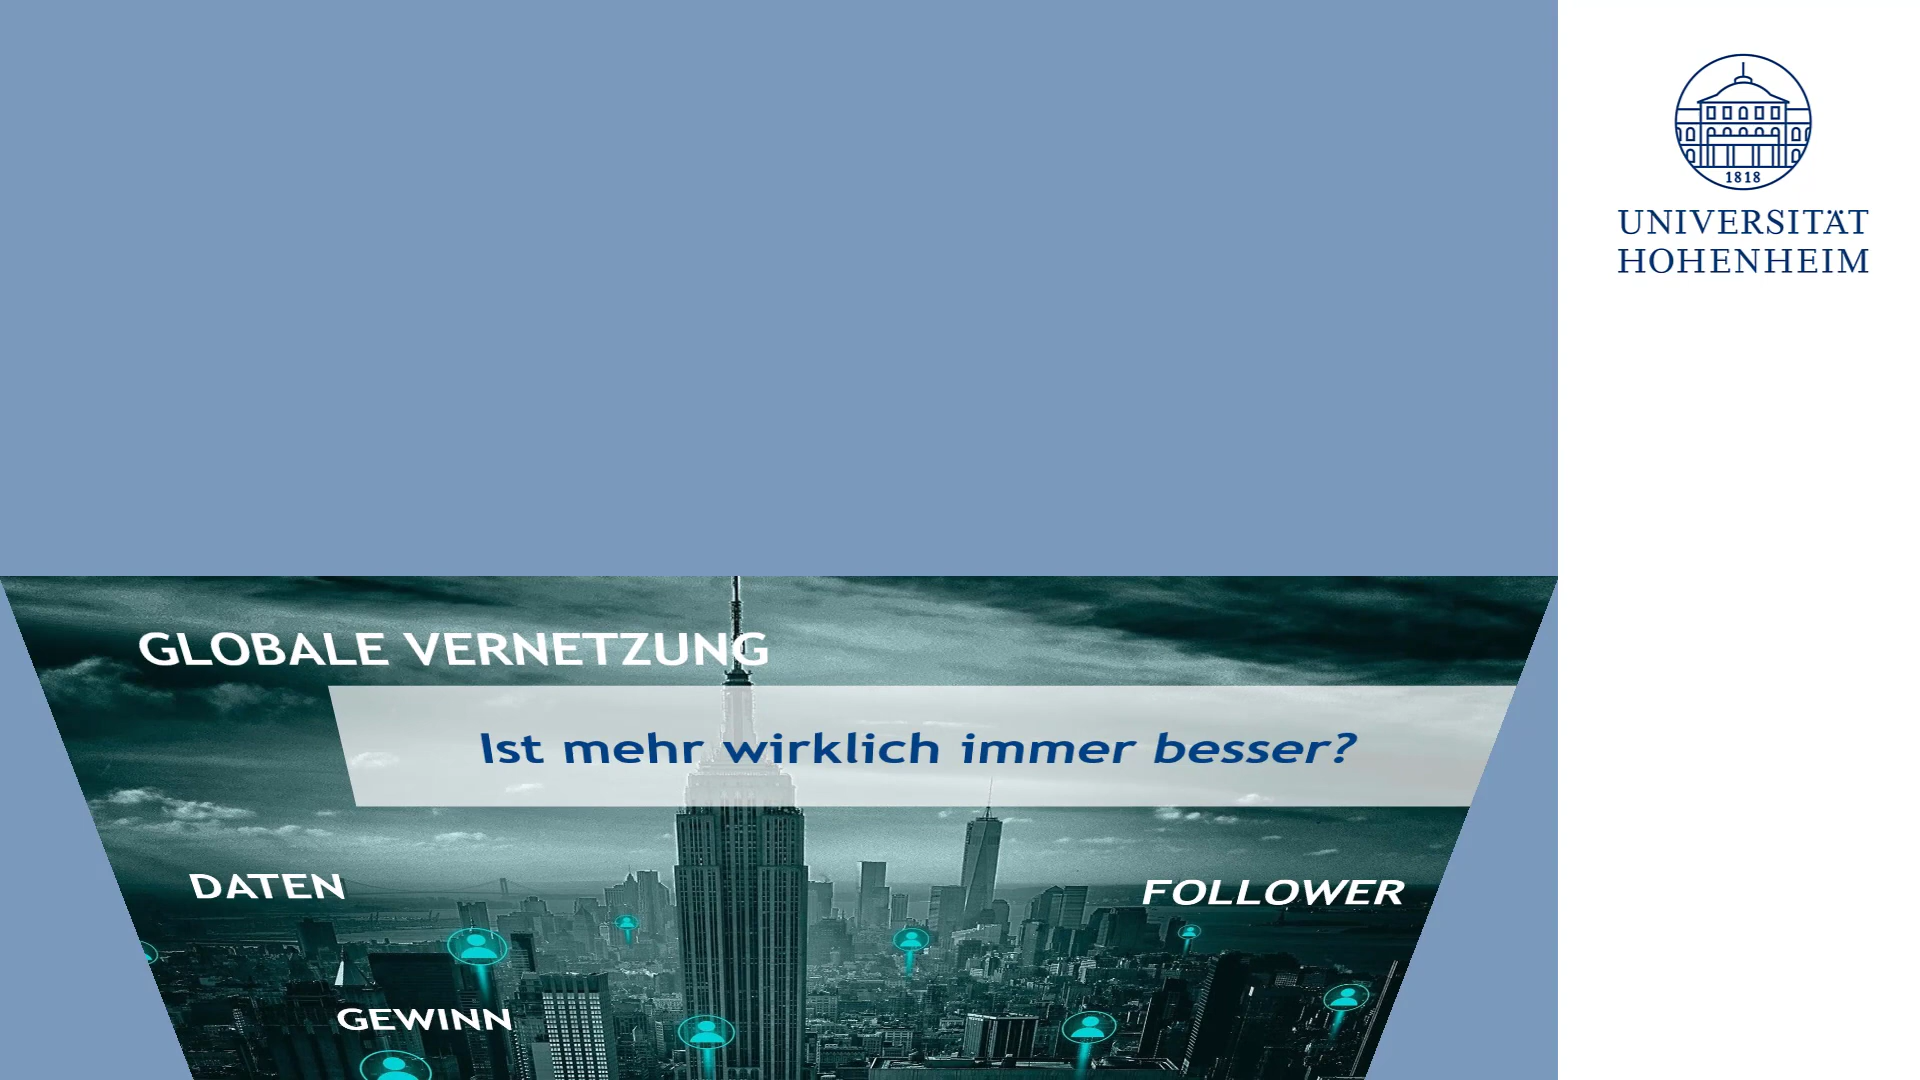 1818
UNIVERSITÄT
HOHENHEIM
GLOBALE VERNETZUNG
Ist mehr wirklich immer besser?
DATEN
FOLLOWER
GEWINN